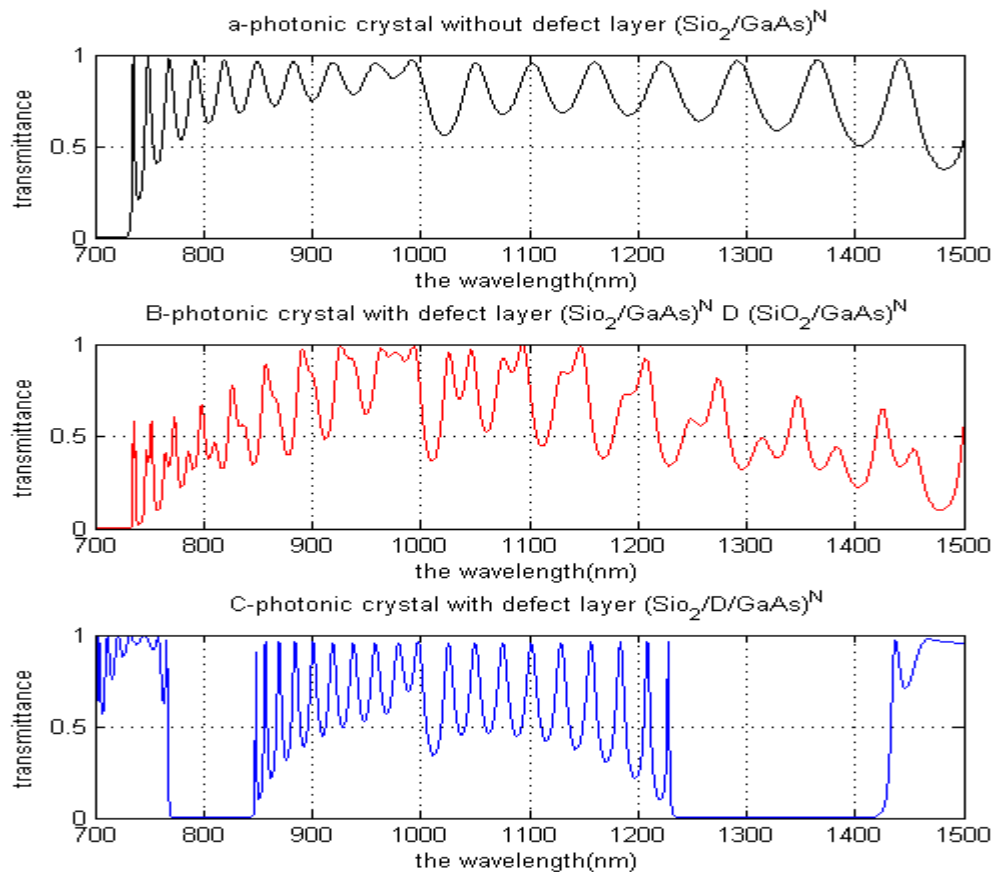 a-photonic crystal without defect layer (Sio2/GaAs)^N
1
0.5
0
transmittance
700 800 900 1000 1100 1200 1300 1400 1500
the wavelength(nm)
B-photonic crystal with defect layer (Sio2/GaAs)^N D (SiO2/GaAs)^N
1
0.5
0
transmittance
700 800 900 1000 1100 1200 1300 1400 1500
the wavelength(nm)
C-photonic crystal with defect layer (Sio2/D/GaAs)^N
1
0.5
0
transmittance
700 800 900 1000 1100 1200 1300 1400 1500
the wavelength(nm)